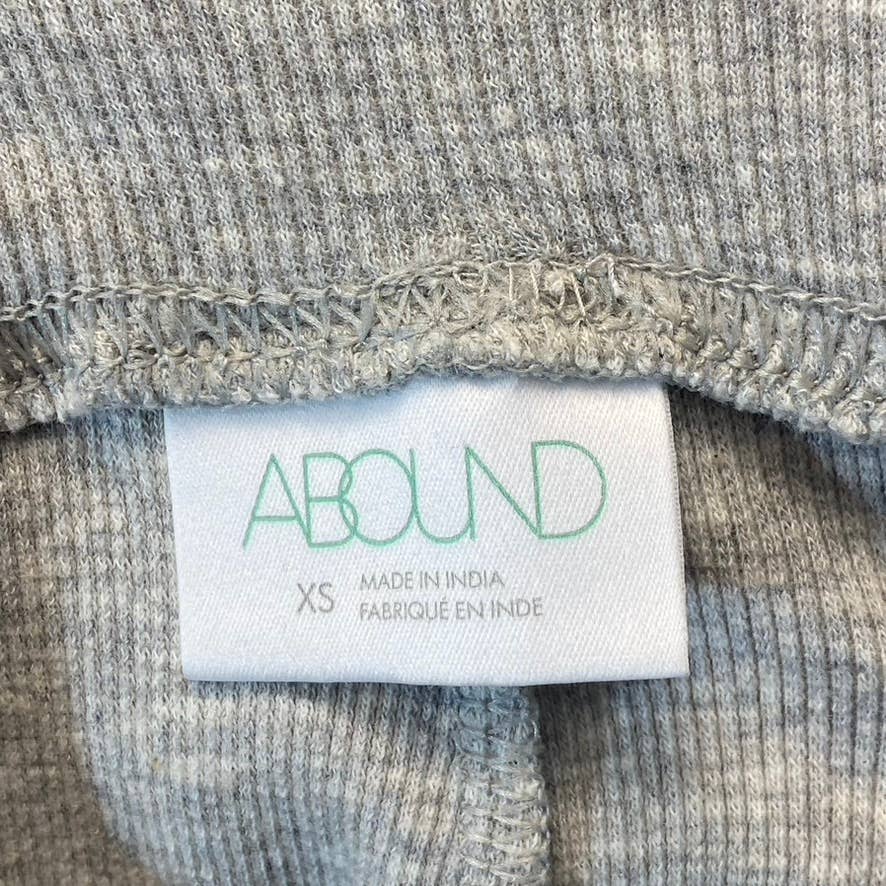 ABOUND
XS
MADE IN INDIA
FABRIQUÉ EN INDE